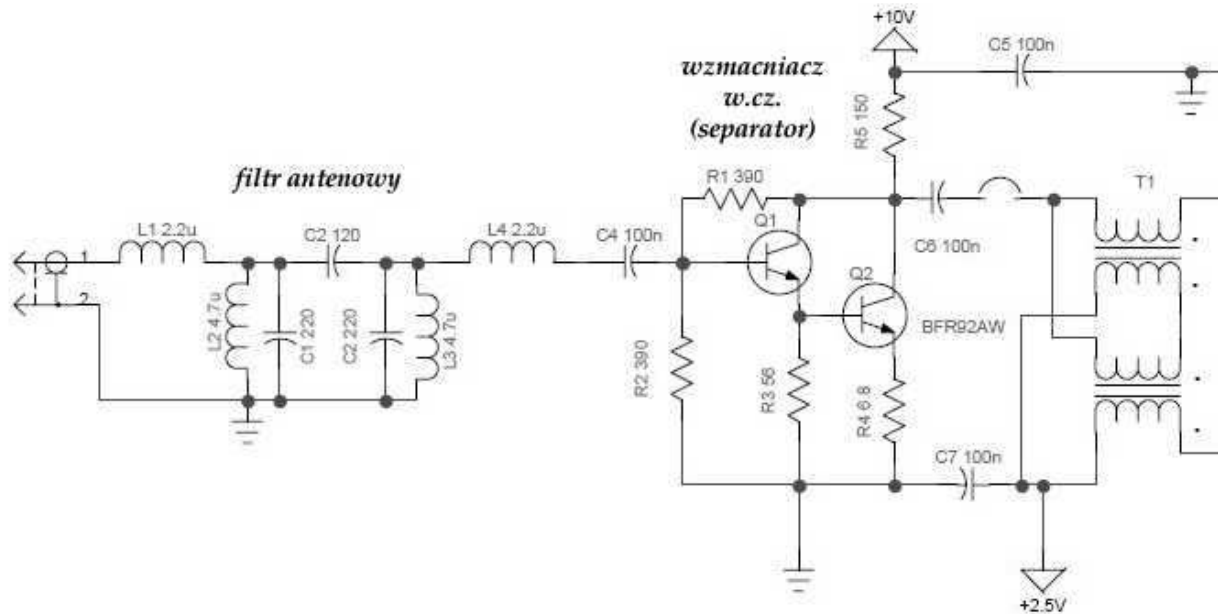 +10V
C5 100n
wzmacniacz
w.cz.
(separator)
R5 150
filtr antenowy
R1 390
T1
Q1
L1 2.2u
C2 120
L4 2.2u
C4 100n
C6 100n
1
2
Q2
L2 4.7u
C1 220
C2 220
L3 4.7u
BFR92AW
R2 390
R3 56
R4 6.8
C7 100n
+2.5V